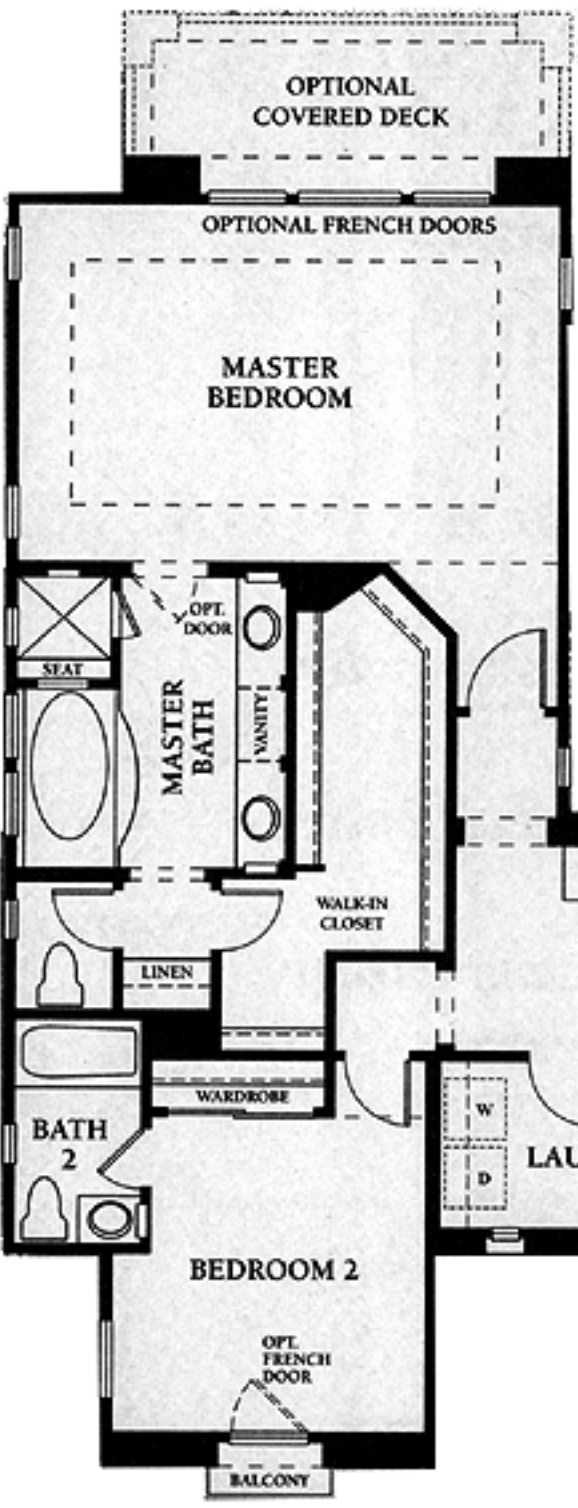 OPTIONAL
COVERED DECK
OPTIONAL FRENCH DOORS
MASTER
BEDROOM
OPT.
DOOR
SEAT
MASTER
BATH
VANITY
WALK-IN
CLOSET
LINEN
WARDROBE
BATH
2
W
D
LAU
BEDROOM 2
OPT.
FRENCH
DOOR
BALCONY